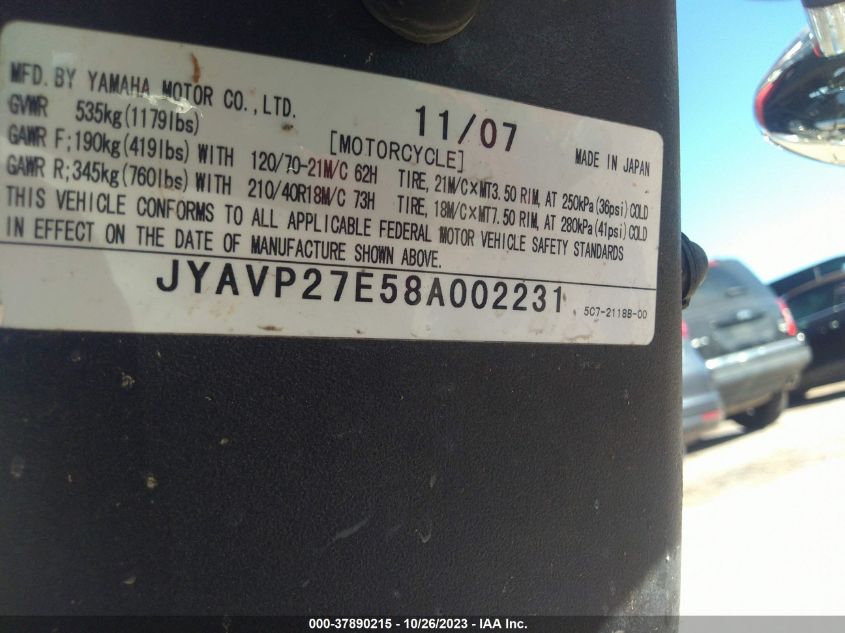 MFD. BY YAMAHA MOTOR CO., LTD.
11/07
MADE IN JAPAN
GVWR 535kg(1179lbs)
[MOTORCYCLE]
GAWR F;190kg(419lbs) WITH 120/70-21M/C 62H TIRE, 21M/C×MT3.50 RIM, AT 250kPa(36psi) COLD
GAWR R;345kg(760lbs) WITH 210/40R18M/C 73H TIRE, 18M/C×MT7.50 RIM, AT 280kPa(41psi) COLD
THIS VEHICLE CONFORMS TO ALL APPLICABLE FEDERAL MOTOR VEHICLE SAFETY STANDARDS
IN EFFECT ON THE DATE OF MANUFACTURE SHOWN ABOVE.
JYAVP27E58A002231
5C7-2118B-00
000-37890215 - 10/26/2023 - IAA Inc.